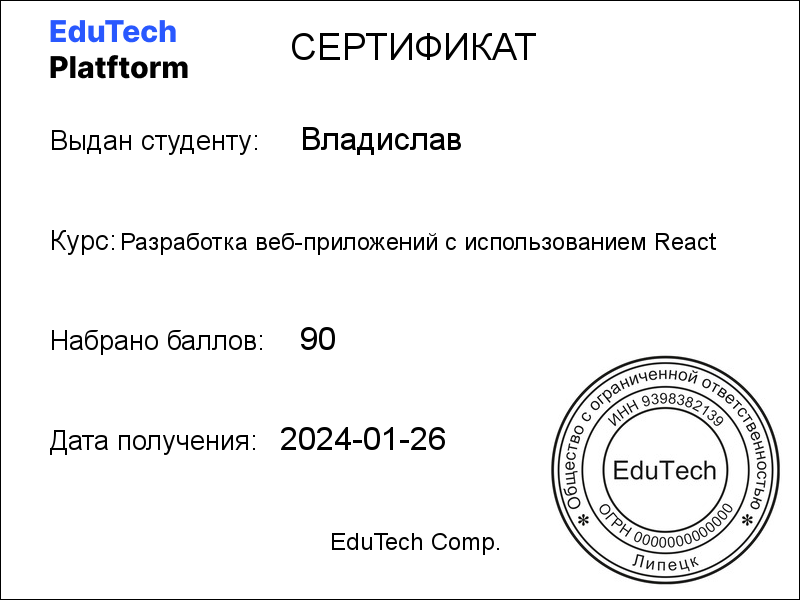 EduTech
Platftorm
СЕРТИФИКАТ
Выдан студенту: Владислав
Курс: Разработка веб-приложений с использованием React
Набрано баллов: 90
Дата получения: 2024-01-26
EduTech Comp.
Общество с ограниченной ответственностью
ИНН 9398382139
EduTech
ОГРН 0000000000000
* Липецк *